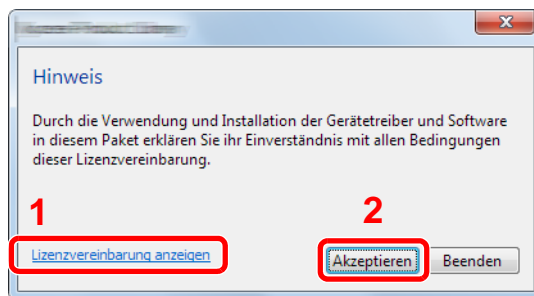 Hinweis
Durch die Verwendung und Installation der Gerätetreiber und Software
in diesem Paket erklären Sie ihr Einverständnis mit allen Bedingungen
dieser Lizenzvereinbarung.
1
2
Lizenzvereinbarung anzeigen
Akzeptieren
Beenden